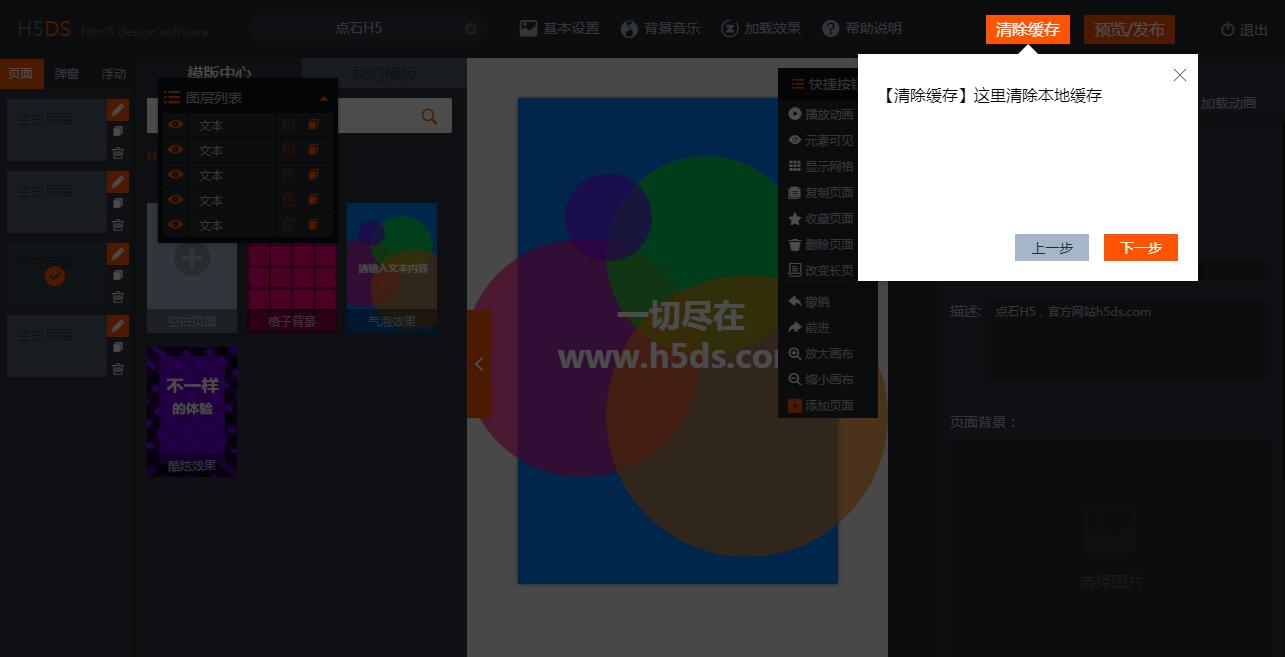 H5DS html5 design software
点石H5
基本设置
背景音乐
加载效果
帮助说明
清除缓存
预览/发布
退出
页面
弹窗
浮动
模版中心
我的模版
空白页面
空白页面
空白页面
空白页面
图层列表
文本
文本
文本
文本
文本
H
空白页面
格子背景
请输入文本内容
气泡效果
不一样
的体验
酷炫效果
一切尽在
www.h5ds.co
快捷按
播放动画
元素可见
显示网格
复制页面
收藏页面
删除页面
改变长页
撤销
前进
放大画布
缩小画布
添加页面
【清除缓存】这里清除本地缓存
上一步
下一步
加载动画
描述:
点石H5，官方网站h5ds.com
页面背景：
选择图片